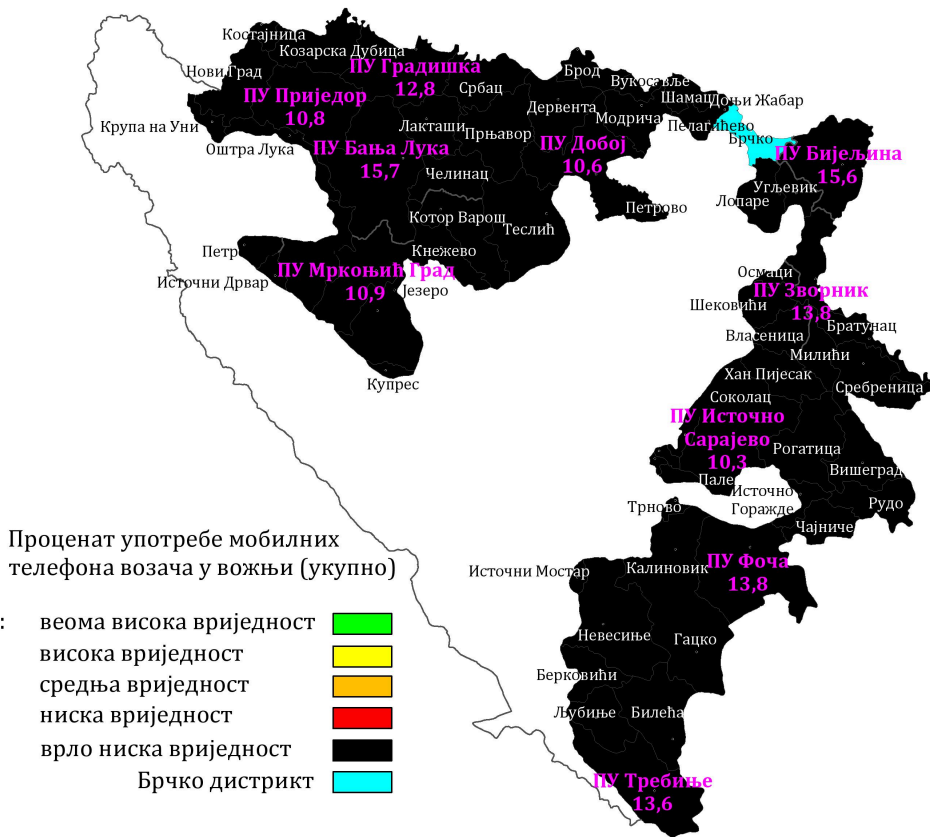 Костајница
Козарска Дубица
ПУ Градишка
12,8
Нови Град
Србац
Брод
Вукосавље
ПУ Приједор
10,8
Дервента
Шамац
Доњи Жабар
Модрича
Пелагићево
Крупа на Уни
Лакташи
Прњавор
Брчко
Оштра Лука
ПУ Бања Лука
15,7
ПУ Добој
10,6
ПУ Бијељина
15,6
Челинац
Угљевик
Лопаре
Петрово
Котор Варош
Теслић
Кнежево
Петр
Источни Дрвар
ПУ Мркоњић Град
10,9
Језеро
Купрес
Осмаци
ПУ Зворник
13,8
Шековићи
Братунац
Власеница
Милићи
Хан Пијесак
Сребреница
Соколац
ПУ Источно
Сарајево
10,3
Рогатица
Вишеград
Пале
Источно
Горажде
Рудо
Трново
Чајниче
Проценат употребе мобилних
телефона возача у вожњи (укупно)
Источни Мостар
Калиновик
ПУ Фоча
13,8
Невесиње
Гацко
Берковићи
Љубиње
Билећа
ПУ Требиње
13,6
: веома висока вриједност
висока вриједност
средња вриједност
ниска вриједност
врло ниска вриједност
Брчко дистрикт